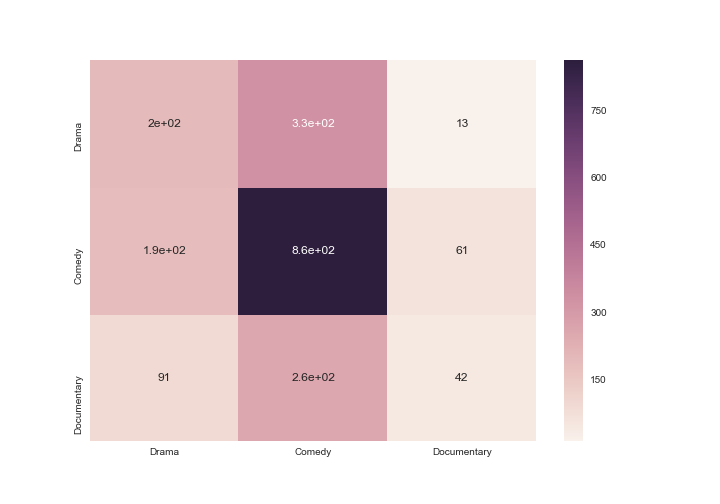 Drama
2e+02
3.3e+02
13
Comedy
1.9e+02
8.6e+02
61
Documentary
91
2.6e+02
42
Drama
Comedy
Documentary
750
600
450
300
150